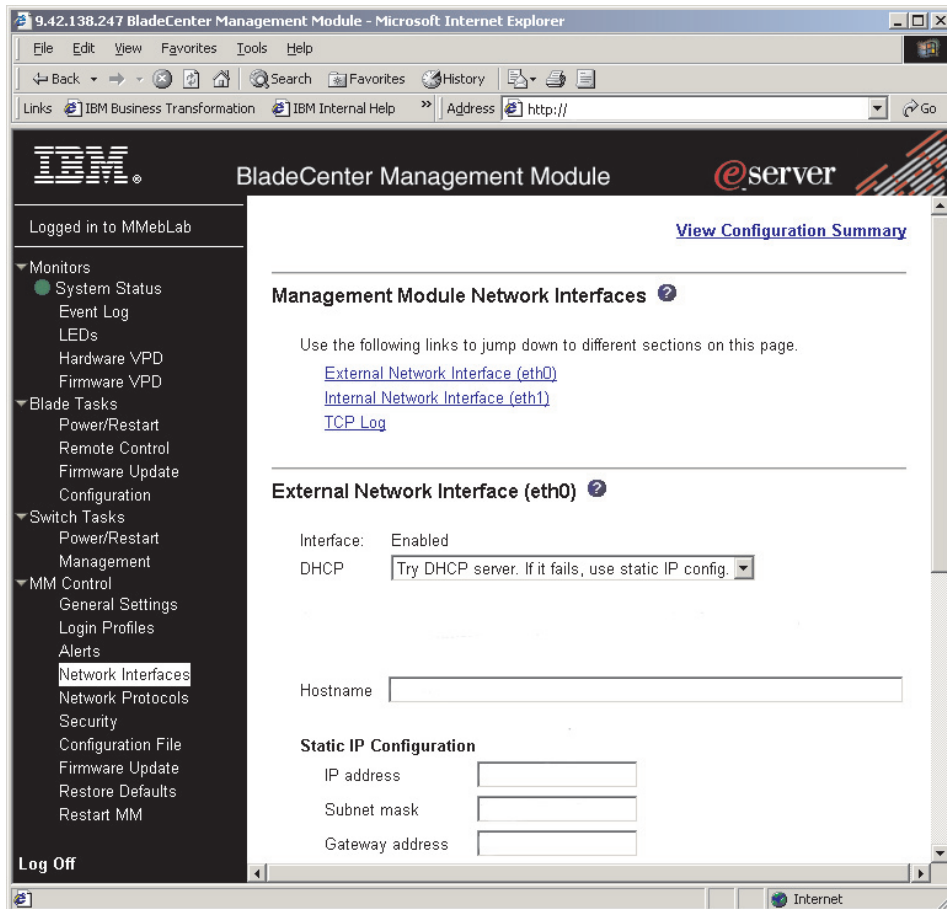 9.42.138.247 BladeCenter Management Module - Microsoft Internet Explorer
File Edit View Favorites Tools Help
Back Search Favorites History
Links IBM Business Transformation IBM Internal Help » Address http:// Go
IBM® BladeCenter Management Module eserver
Logged in to MMebLab
Monitors
System Status
Event Log
LEDs
Hardware VPD
Firmware VPD
Blade Tasks
Power/Restart
Remote Control
Firmware Update
Configuration
Switch Tasks
Power/Restart
Management
MM Control
General Settings
Login Profiles
Alerts
Network Interfaces
Network Protocols
Security
Configuration File
Firmware Update
Restore Defaults
Restart MM
Log Off
View Configuration Summary
Management Module Network Interfaces ?
Use the following links to jump down to different sections on this page.
External Network Interface (eth0)
Internal Network Interface (eth1)
TCP Log
External Network Interface (eth0) ?
Interface: Enabled
DHCP Try DHCP server. If it fails, use static IP config.
Hostname
Static IP Configuration
IP address
Subnet mask
Gateway address
Internet